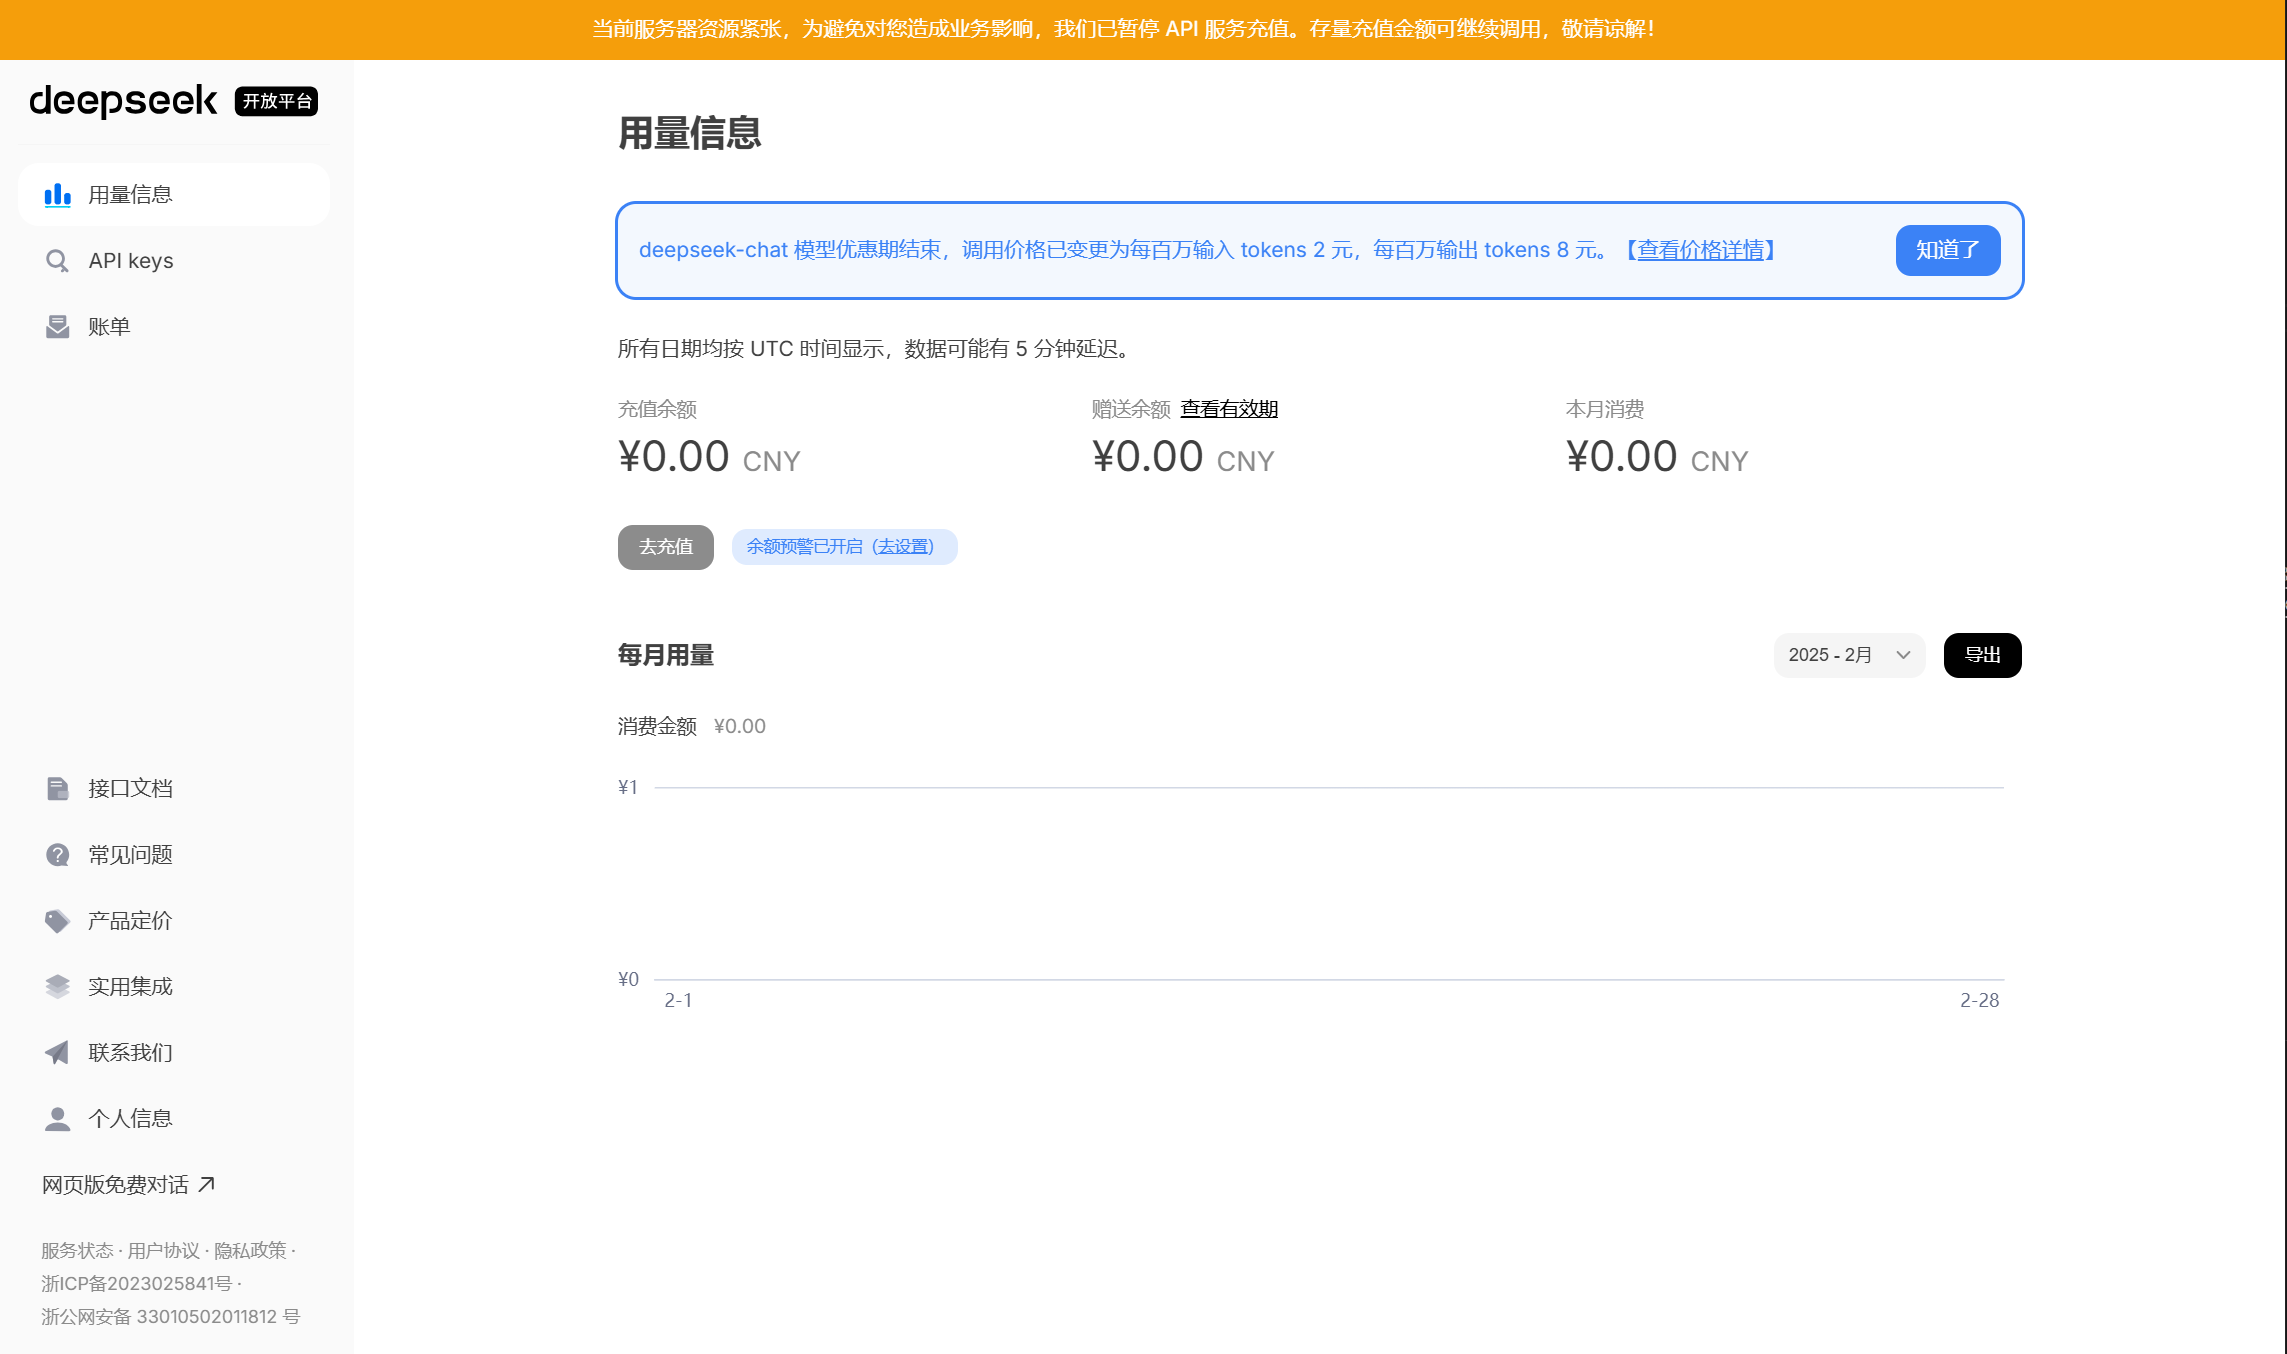 当前服务器资源紧张，为避免对您造成业务影响，我们已暂停 API 服务充值。存量充值金额可继续调用，敬请谅解！
deepseek 开放平台
用量信息
API keys
账单
接口文档
常见问题
产品定价
实用集成
联系我们
个人信息
网页版免费对话
服务状态 · 用户协议 · 隐私政策 ·
浙ICP备2023025841号 ·
浙公网安备 33010502011812 号
用量信息
deepseek-chat 模型优惠期结束，调用价格已变更为每百万输入 tokens 2 元，每百万输出 tokens 8 元。【查看价格详情】 知道了
所有日期均按 UTC 时间显示，数据可能有 5 分钟延迟。
充值余额
¥0.00 CNY
赠送余额 查看有效期
¥0.00 CNY
本月消费
¥0.00 CNY
去充值 余额预警已开启（去设置）
每月用量 2025 - 2月 导出
消费金额 ¥0.00
¥1
¥0
2-1 2-28